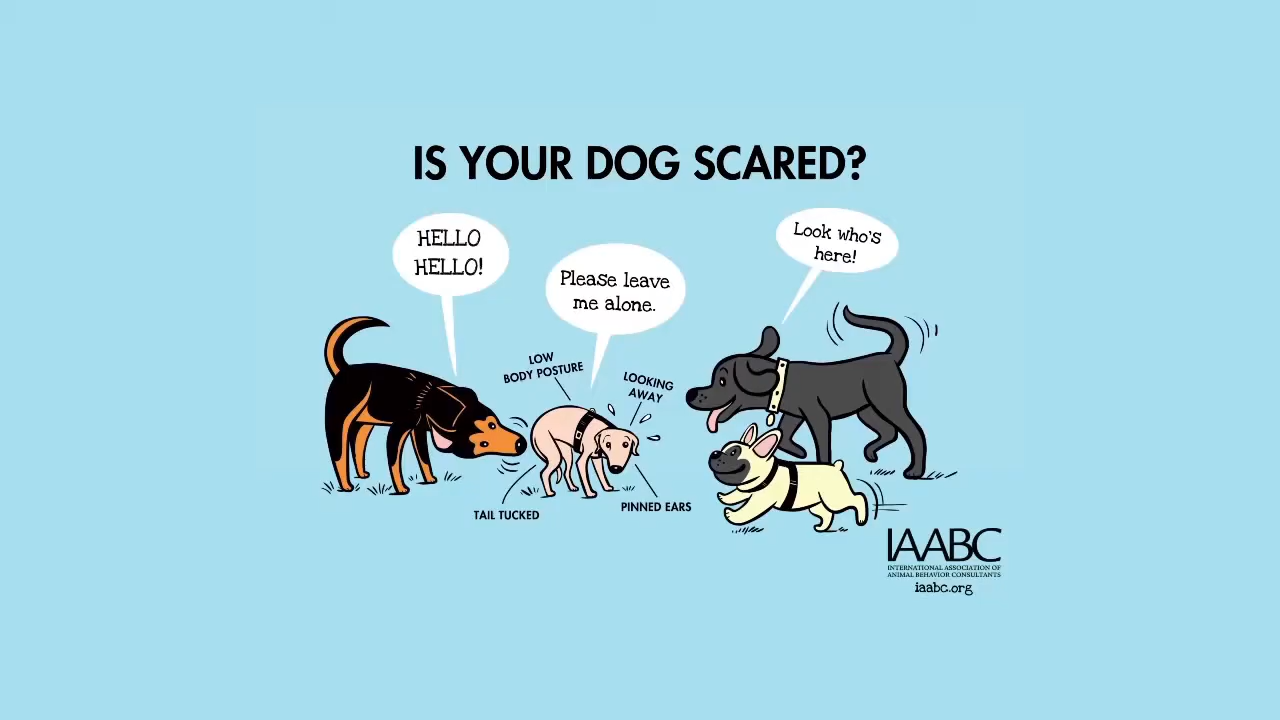 IS YOUR DOG SCARED?
HELLO
HELLO!
Please leave
me alone.
Look who's
here!
LOW
BODY POSTURE
LOOKING
AWAY
TAIL TUCKED
PINNED EARS
IAABC
INTERNATIONAL ASSOCIATION OF
ANIMAL BEHAVIOR CONSULTANTS
iaabc.org